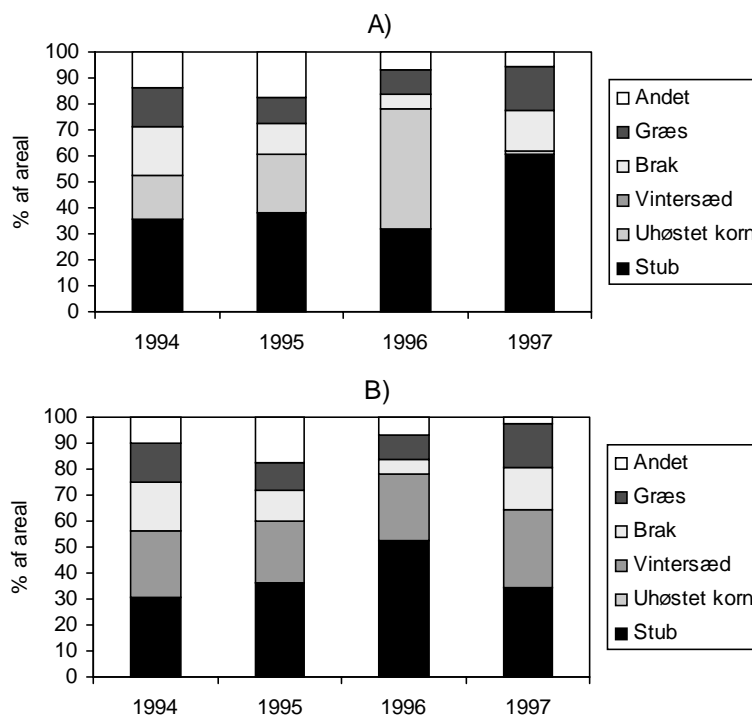 A)
100
90
80
70
60
50
40
30
20
10
0
% af areal
1994 1995 1996 1997
Andet
Græs
Brak
Vintersæd
Uhøstet korn
Stub
B)
100
90
80
70
60
50
40
30
20
10
0
% af areal
1994 1995 1996 1997
Andet
Græs
Brak
Vintersæd
Uhøstet korn
Stub